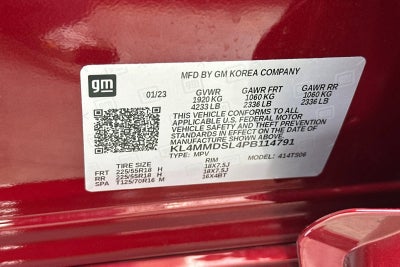 gm
MFD BY GM KOREA COMPANY
01/23 GVWR GAWR FRT GAWR RR
1920 KG 1060 KG 1060 KG
4233 LB 2336 LB 2336 LB
THIS VEHICLE CONFORMS TO ALL
APPLICABLE U.S. FEDERAL MOTOR
VEHICLE SAFETY AND THEFT PREVENTION
STANDARDS IN EFFECT ON THE DATE OF
MANUFACTURE SHOWN ABOVE.
KL4MMDSL4PB114791
TYPE: MPV MODEL: 414TS06
TIRE SIZE RIM
FRT 225/55R18 H 18X7.5J
RR 225/55R18 H 18X7.5J
SPA T125/70R16 M 16X4BT